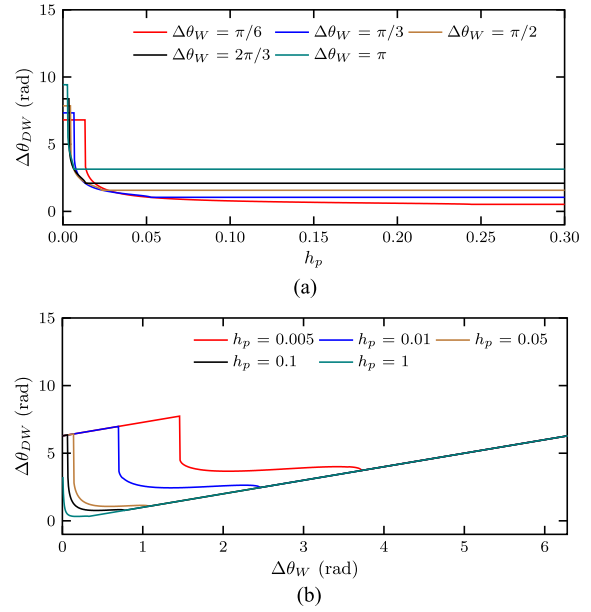 15
10
5
0
Δθ_DW (rad)
Δθ_W = π/6
Δθ_W = π/3
Δθ_W = π/2
Δθ_W = 2π/3
Δθ_W = π
0.00 0.05 0.10 0.15 0.20 0.25 0.30
h_p
(a)
15
10
5
0
Δθ_DW (rad)
h_p = 0.005
h_p = 0.01
h_p = 0.05
h_p = 0.1
h_p = 1
0 1 2 3 4 5 6
Δθ_W (rad)
(b)